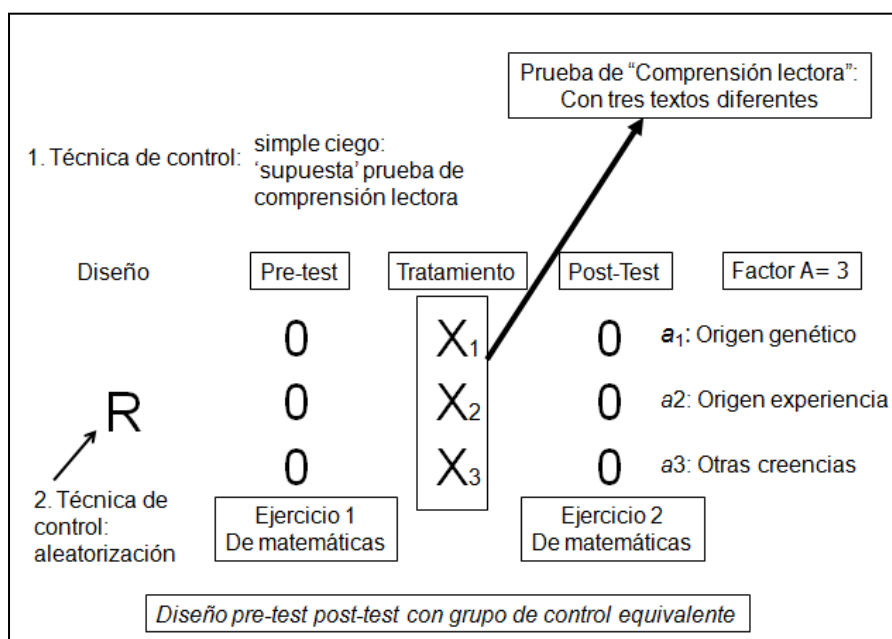 Prueba de “Comprensión lectora”:
Con tres textos diferentes
1. Técnica de control:
simple ciego:
‘supuesta’ prueba de
comprensión lectora
Diseño
Pre-test
Tratamiento
Post-Test
Factor A= 3
0 X1 0 a1: Origen genético
R
0 X2 0 a2: Origen experiencia
0 X3 0 a3: Otras creencias
2. Técnica de
control:
aleatorización
Ejercicio 1
De matemáticas
Ejercicio 2
De matemáticas
Diseño pre-test post-test con grupo de control equivalente